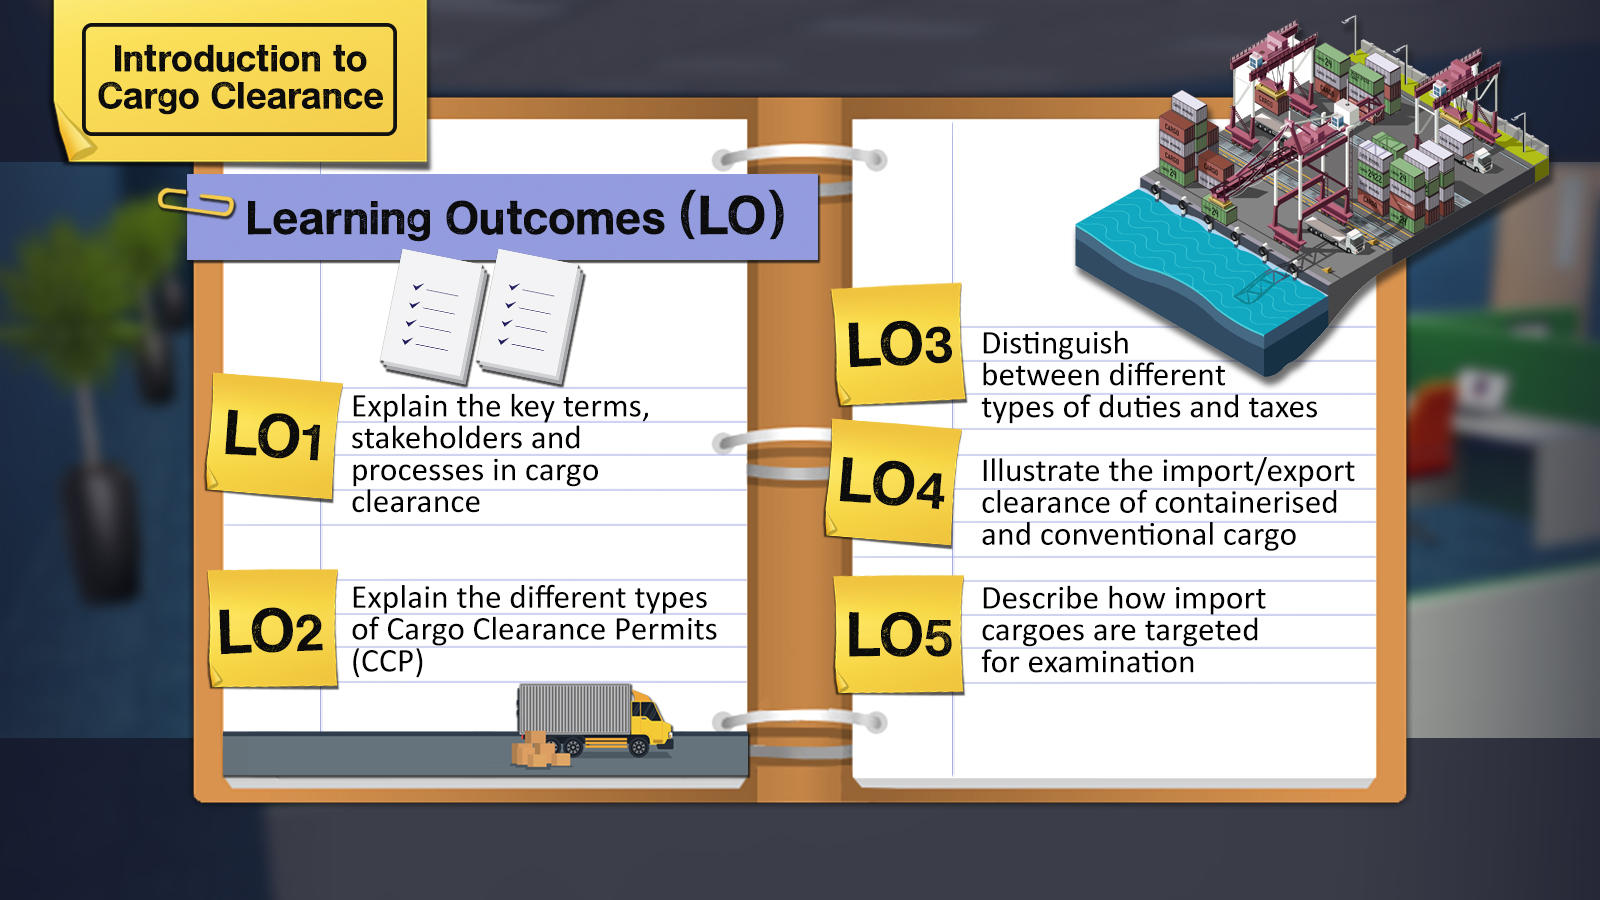 Introduction to
Cargo Clearance
Learning Outcomes (LO)
LO1
Explain the key terms,
stakeholders and
processes in cargo
clearance
LO2
Explain the different types
of Cargo Clearance Permits
(CCP)
LO3
Distinguish
between different
types of duties and taxes
LO4
Illustrate the import/export
clearance of containerised
and conventional cargo
LO5
Describe how import
cargoes are targeted
for examination